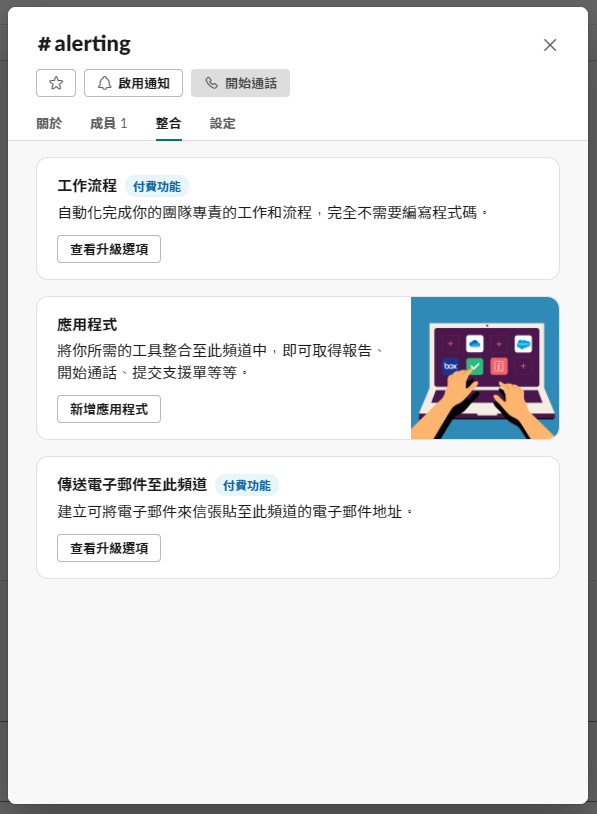 # alerting
啟用通知
開始通話
關於 成員 1 整合 設定
工作流程 付費功能
自動化完成你的團隊專責的工作和流程，完全不需要編寫程式碼。
查看升級選項
應用程式
將你所需的工具整合至此頻道中，即可取得報告、
開始通話、提交支援單等等。
新增應用程式
box
傳送電子郵件至此頻道 付費功能
建立可將電子郵件來信張貼至此頻道的電子郵件地址。
查看升級選項